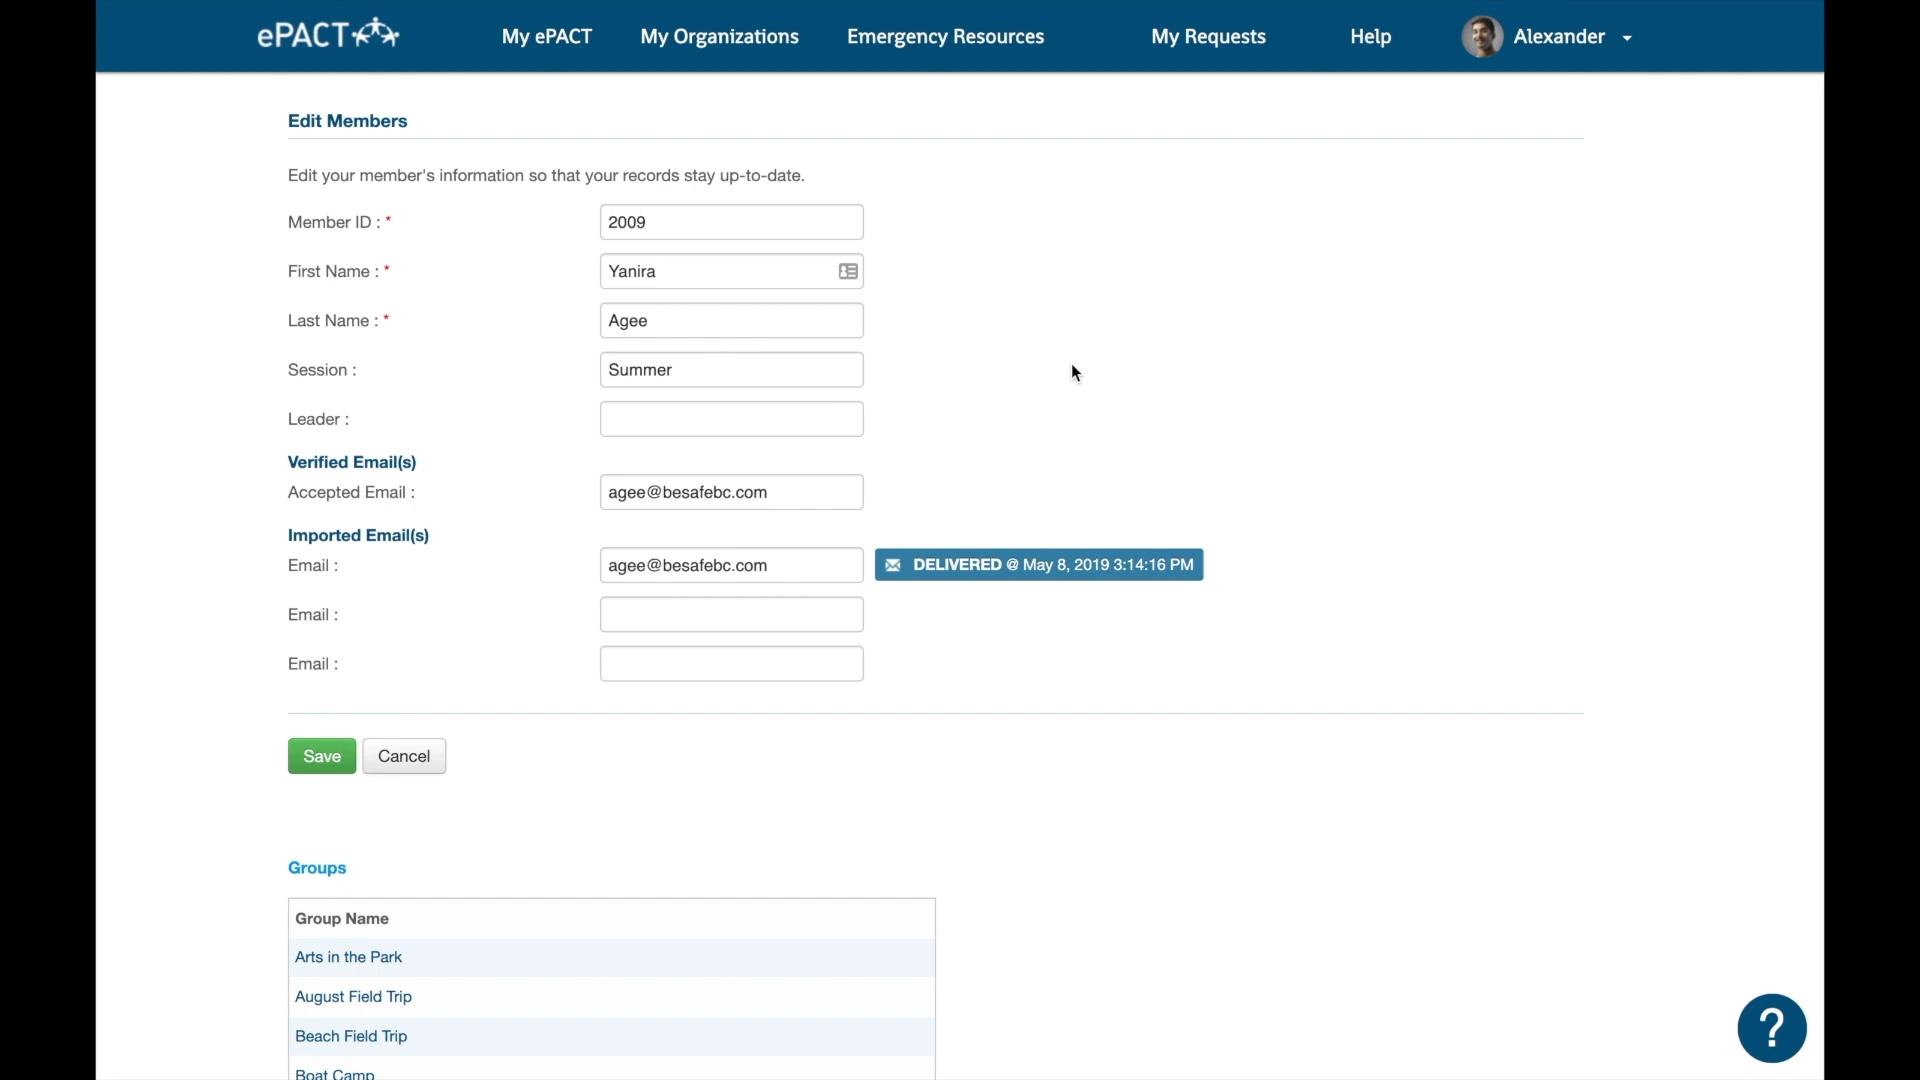 ePACT
My ePACT My Organizations Emergency Resources My Requests Help Alexander
Edit Members
Edit your member's information so that your records stay up-to-date.
Member ID : * 2009
First Name : * Yanira
Last Name : * Agee
Session : Summer
Leader :
Verified Email(s)
Accepted Email : agee@besafebc.com
Imported Email(s)
Email : agee@besafebc.com DELIVERED @ May 8, 2019 3:14:16 PM
Email :
Email :
Save Cancel
Groups
Group Name
Arts in the Park
August Field Trip
Beach Field Trip
Boat Camp
?